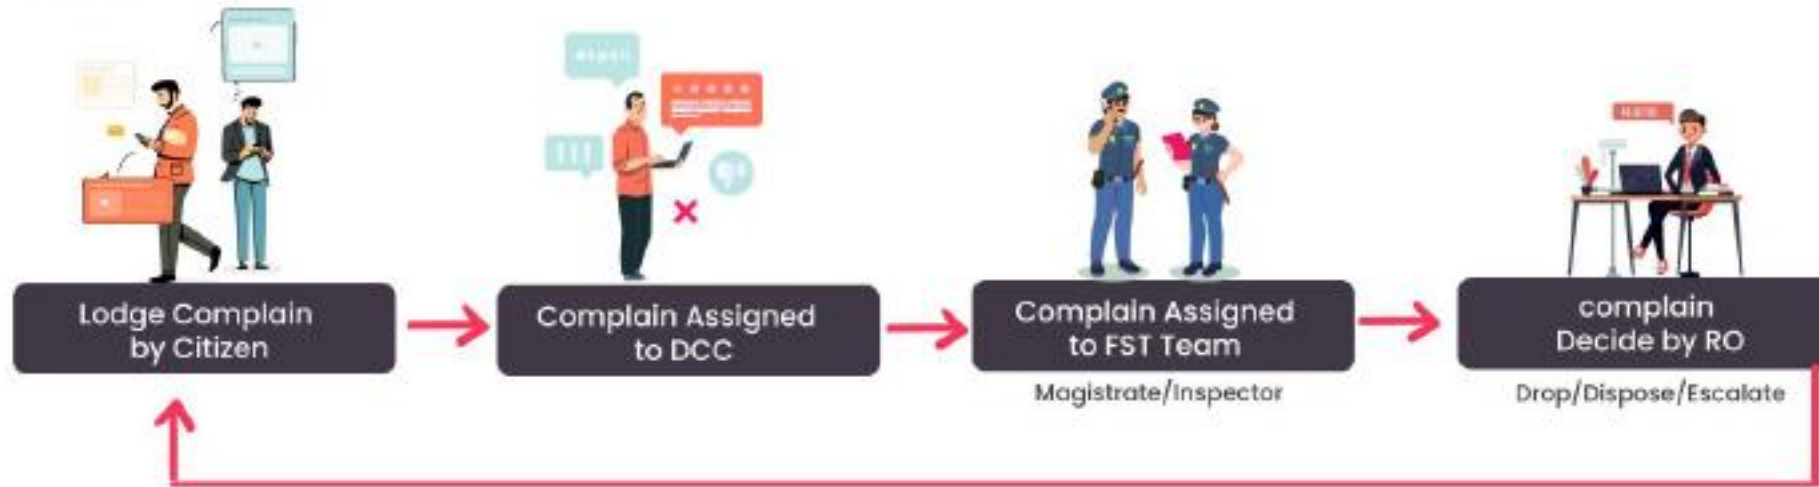 Lodge Complain
by Citizen
Complain Assigned
to DCC
Complain Assigned
to FST Team
Magistrate/Inspector
complain
Decide by RO
Drop/Dispose/Escalate